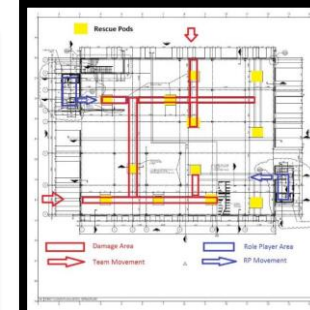 Rescue Pods
Damage Area
Role Player Area
Team Movement
RP Movement